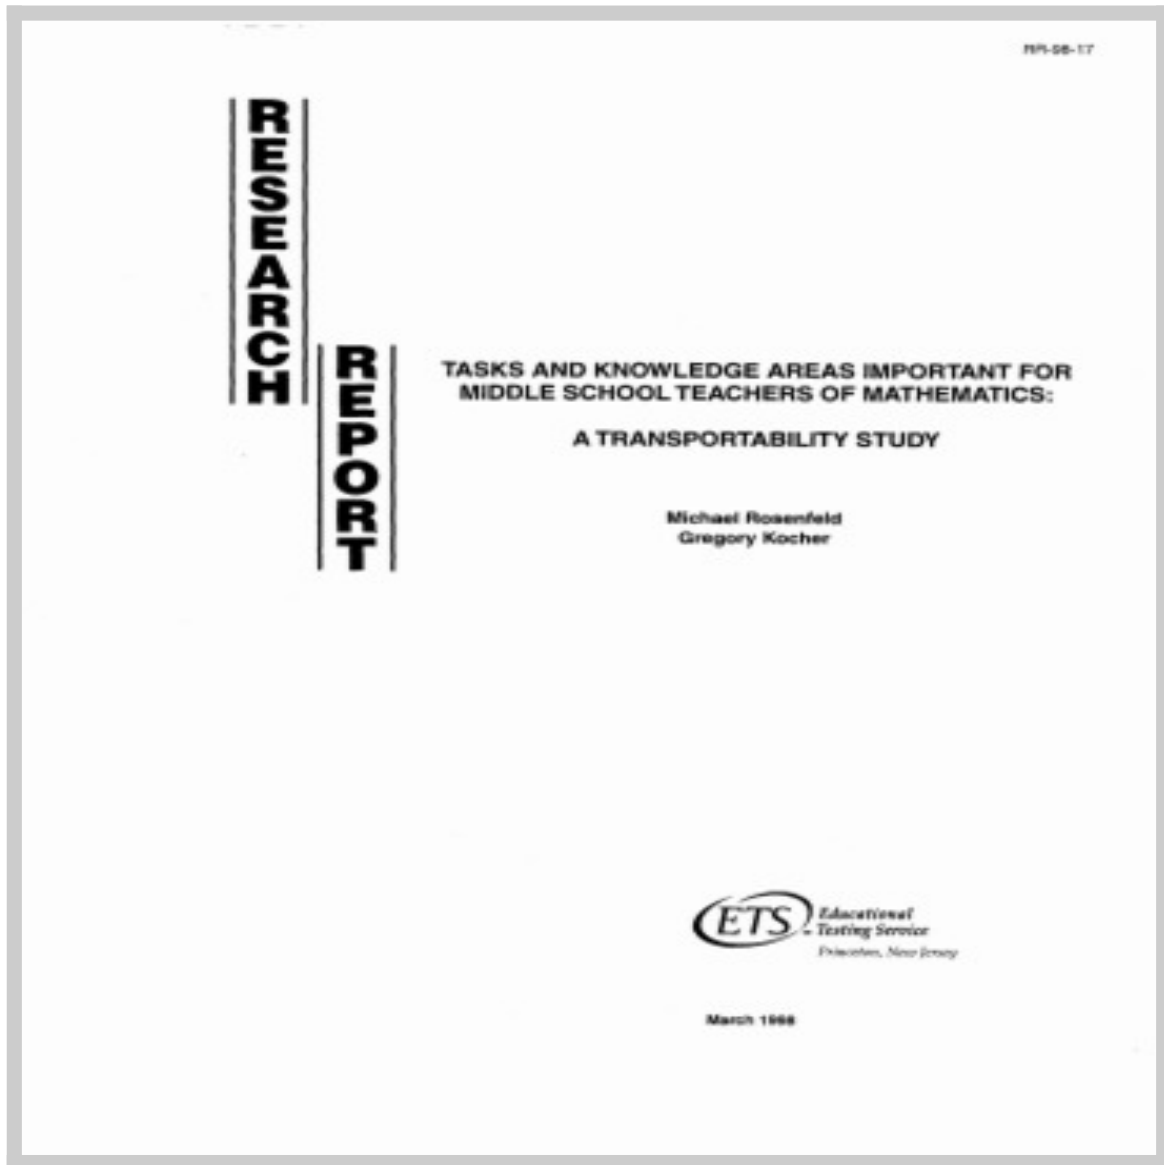 RR-98-17
RESEARCH
REPORT
TASKS AND KNOWLEDGE AREAS IMPORTANT FOR
MIDDLE SCHOOL TEACHERS OF MATHEMATICS:
A TRANSPORTABILITY STUDY
Michael Rosenfeld
Gregory Kocher
ETS
Educational
Testing Service
Princeton, New Jersey
March 1998